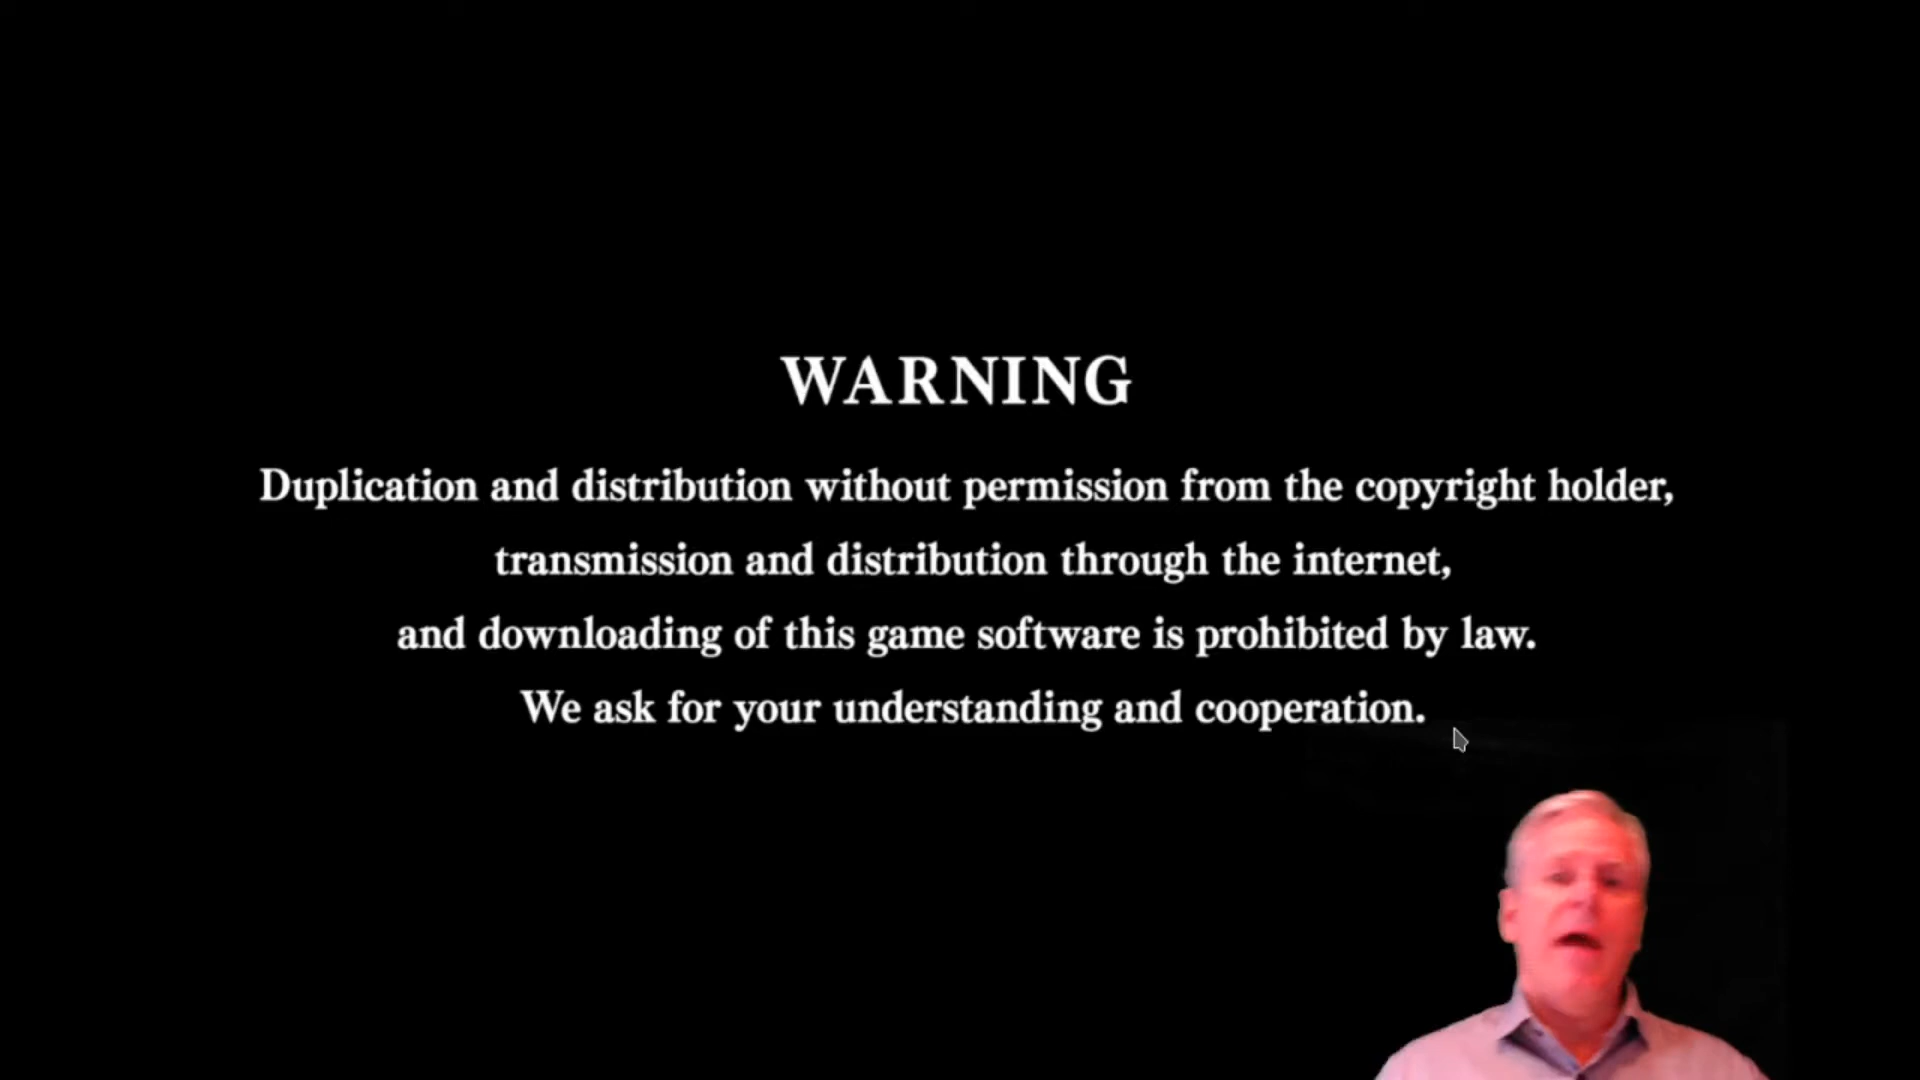 WARNING
Duplication and distribution without permission from the copyright holder,
transmission and distribution through the internet,
and downloading of this game software is prohibited by law.
We ask for your understanding and cooperation.